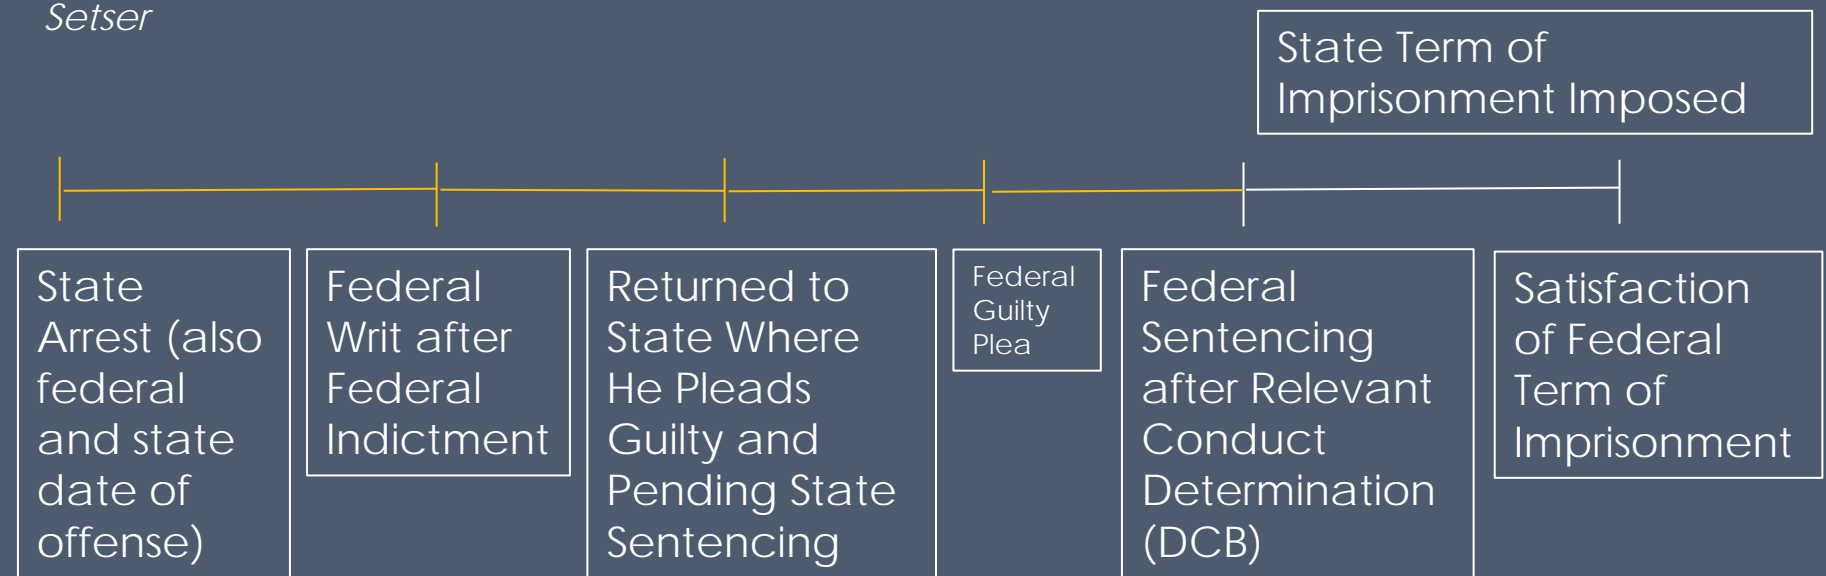 Setser
State Term of
Imprisonment Imposed
State
Arrest (also
federal
and state
date of
offense)
Federal
Writ after
Federal
Indictment
Returned to
State Where
He Pleads
Guilty and
Pending State
Sentencing
Federal
Guilty
Plea
Federal
Sentencing
after Relevant
Conduct
Determination
(DCB)
Satisfaction
of Federal
Term of
Imprisonment